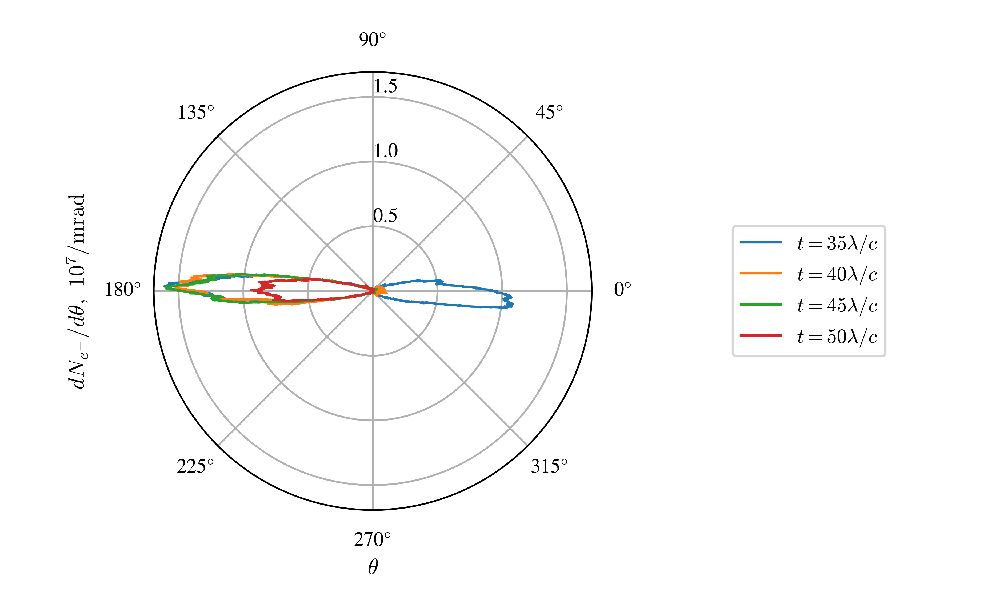 90°
1.5
135°
45°
1.0
0.5
dN_{e^+}/dθ, 10^7/mrad
180°
0°
t = 35λ/c
t = 40λ/c
t = 45λ/c
t = 50λ/c
225°
315°
270°
θ